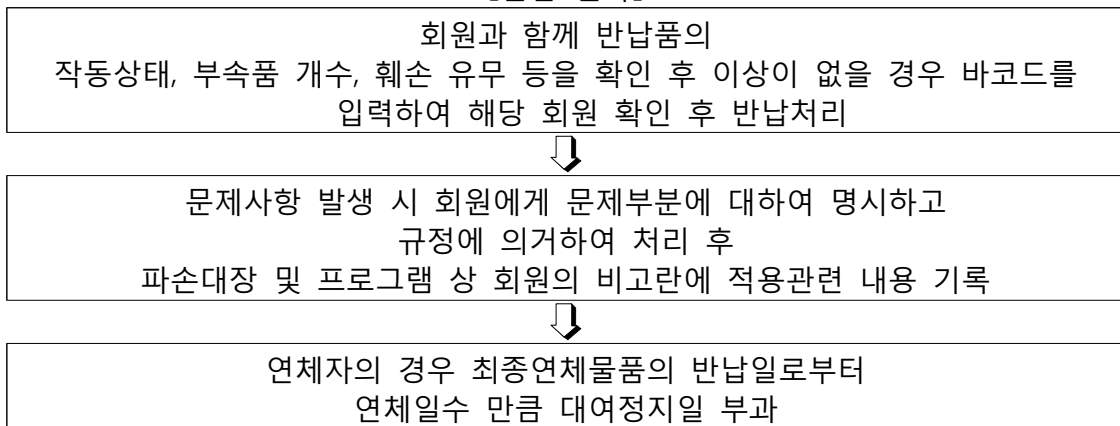 회원과 함께 반납품의
작동상태, 부속품 개수, 훼손 유무 등을 확인 후 이상이 없을 경우 바코드를
입력하여 해당 회원 확인 후 반납처리
문제사항 발생 시 회원에게 문제부분에 대하여 명시하고
규정에 의거하여 처리 후
파손대장 및 프로그램 상 회원의 비고란에 적용관련 내용 기록
연체자의 경우 최종연체물품의 반납일로부터
연체일수 만큼 대여정지일 부과